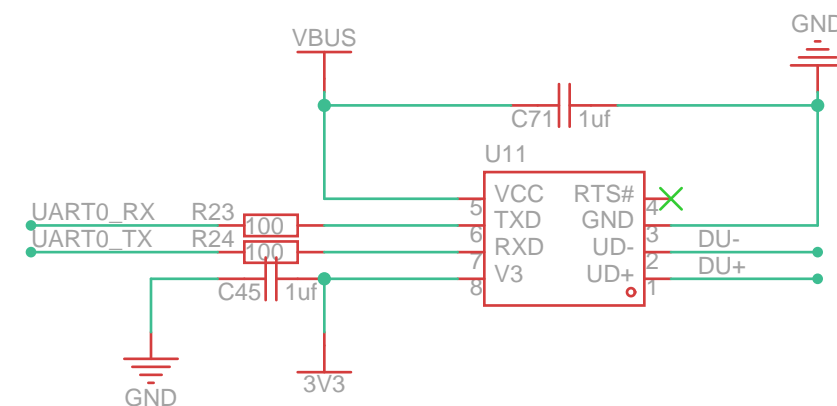 GND
VBUS
C71 1uf
U11
VCC RTS#
5 4
UART0_RX R23 100 TXD GND
6 3
UART0_TX R24 100 RXD UD- DU-
7 2
V3 UD+ DU+
8 1
C45 1uf
3V3
GND